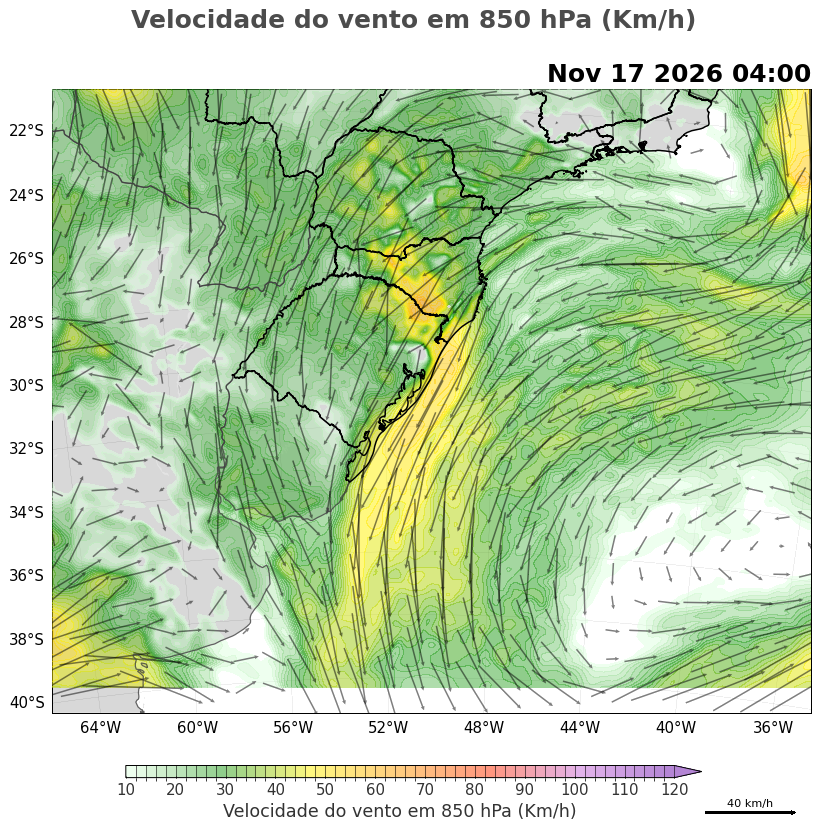 Velocidade do vento em 850 hPa (Km/h)
Nov 17 2026 04:00
22°S
24°S
26°S
28°S
30°S
32°S
34°S
36°S
38°S
40°S
64°W 60°W 56°W 52°W 48°W 44°W 40°W 36°W
10 20 30 40 50 60 70 80 90 100 110 120
40 km/h
Velocidade do vento em 850 hPa (Km/h)